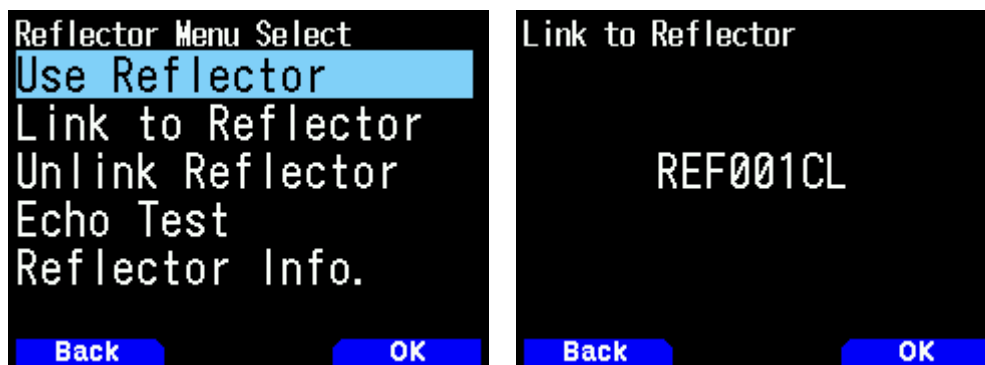 Reflector Menu Select
Use Reflector
Link to Reflector
Unlink Reflector
Echo Test
Reflector Info.
Back OK
Link to Reflector
REF001CL
Back OK